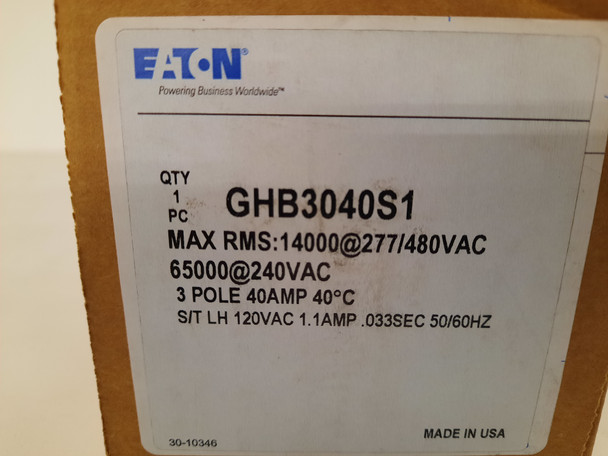 EATON®
Powering Business Worldwide™
QTY
1
PC
GHB3040S1
MAX RMS:14000@277/480VAC
65000@240VAC
3 POLE 40AMP 40°C
S/T LH 120VAC 1.1AMP .033SEC 50/60HZ
30-10346
MADE IN USA